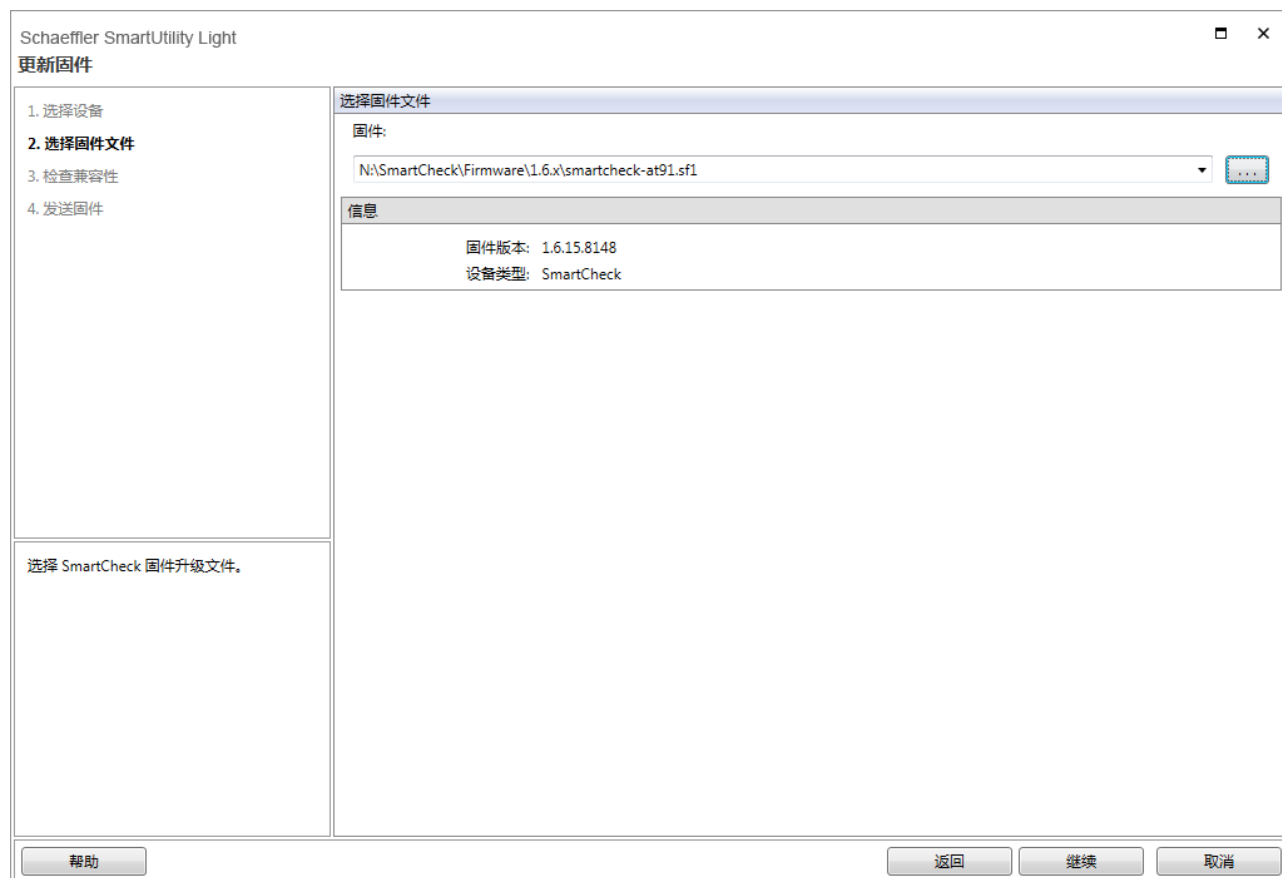 Schaeffler SmartUtility Light
更新固件
1. 选择设备
2. 选择固件文件
3. 检查兼容性
4. 发送固件
选择 SmartCheck 固件升级文件。
选择固件文件
固件:
N:\SmartCheck\Firmware\1.6.x\smartcheck-at91.sf1
...
信息
固件版本: 1.6.15.8148
设备类型: SmartCheck
帮助
返回
继续
取消